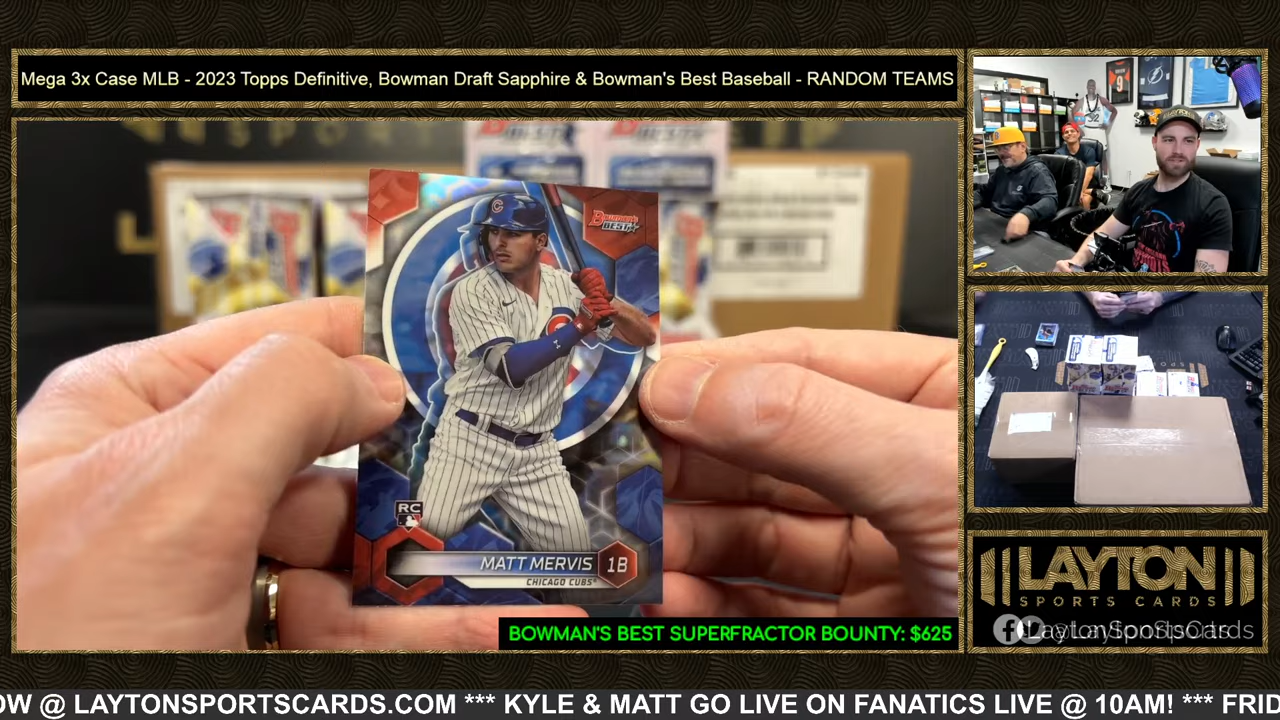 Mega 3x Case MLB - 2023 Topps Definitive, Bowman Draft Sapphire & Bowman's Best Baseball - RANDOM TEAMS
C
BOWMAN'S
BEST
RC
MATT MERVIS 1B
CHICAGO CUBS
BOWMAN'S BEST SUPERFRACTOR BOUNTY: $625
9
32
LAYTON
SPORTS CARDS
OW @ LAYTONSPORTSCARDS.COM *** KYLE & MATT GO LIVE ON FANATICS LIVE @ 10AM! *** FRID